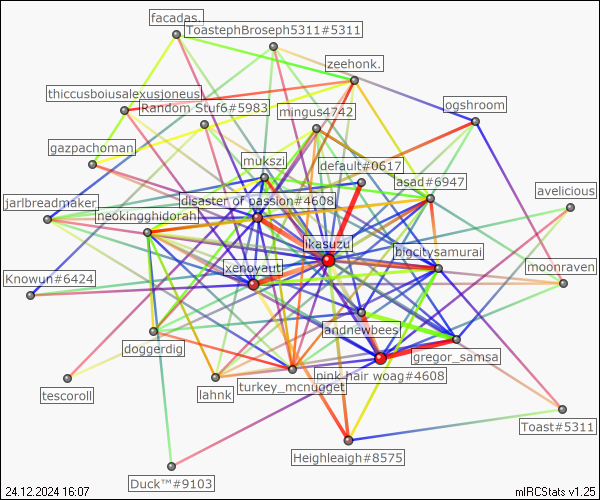 facadas.
ToastephBroseph5311#5311
zeehonk.
thiccusboiusalexusjoneus
Random Stuf6#5983
mingus4742
ogshroom
gazpachoman
mukszi
default#0617
asad#6947
avelicious
jarlbreadmaker
disaster of passion#4608
neokingghidorah
ikasuzu
bigcitysamurai
xenoyaut
moonraven
Knowun#6424
andnewbees
doggerdig
gregor_samsa
pink hair woag#4608
turkey_mcnugget
lahnk
tescoroll
Toast#5311
Heighleaigh#8575
Duck™#9103
24.12.2024 16:07
mIRCStats v1.25